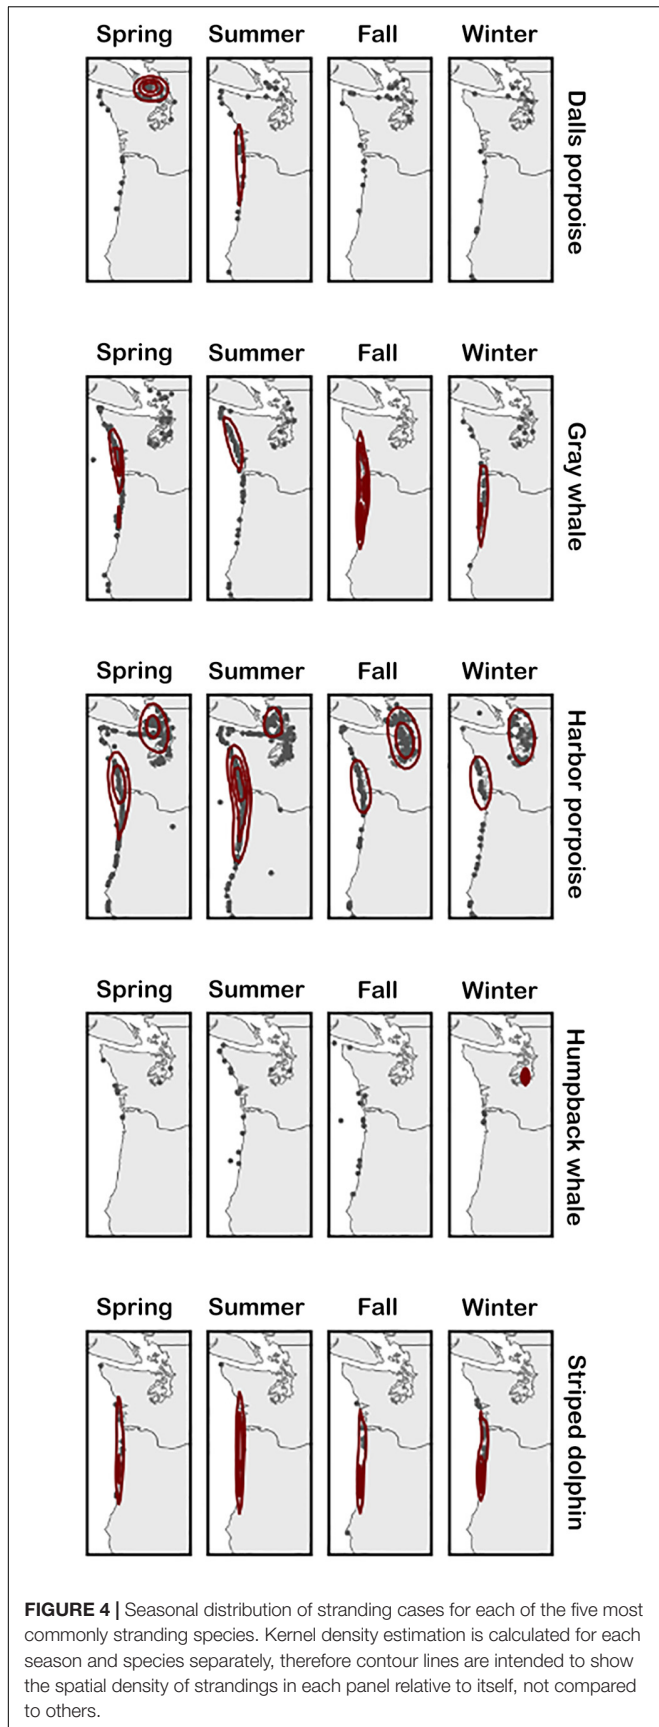 Spring Summer Fall Winter
Dalls porpoise
Spring Summer Fall Winter
Gray whale
Spring Summer Fall Winter
Harbor porpoise
Spring Summer Fall Winter
Humpback whale
Spring Summer Fall Winter
Striped dolphin
FIGURE 4 | Seasonal distribution of stranding cases for each of the five most
commonly stranding species. Kernel density estimation is calculated for each
season and species separately, therefore contour lines are intended to show
the spatial density of strandings in each panel relative to itself, not compared
to others.